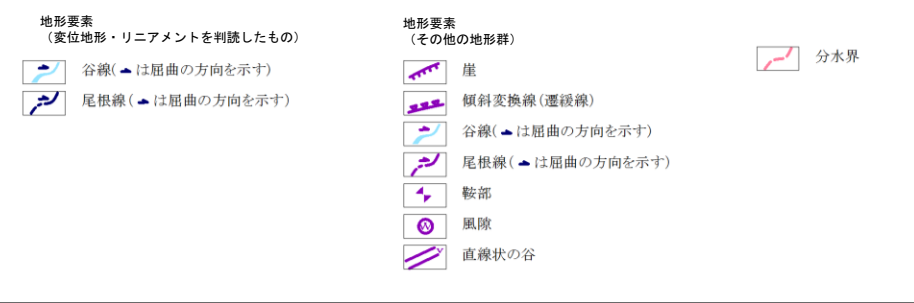 地形要素
（変位地形・リニアメントを判読したもの）
谷線(は屈曲の方向を示す)
尾根線(は屈曲の方向を示す)
地形要素
（その他の地形群）
崖
傾斜変換線(遷緩線)
谷線(は屈曲の方向を示す)
尾根線(は屈曲の方向を示す)
鞍部
風隙
W
直線状の谷
分水界